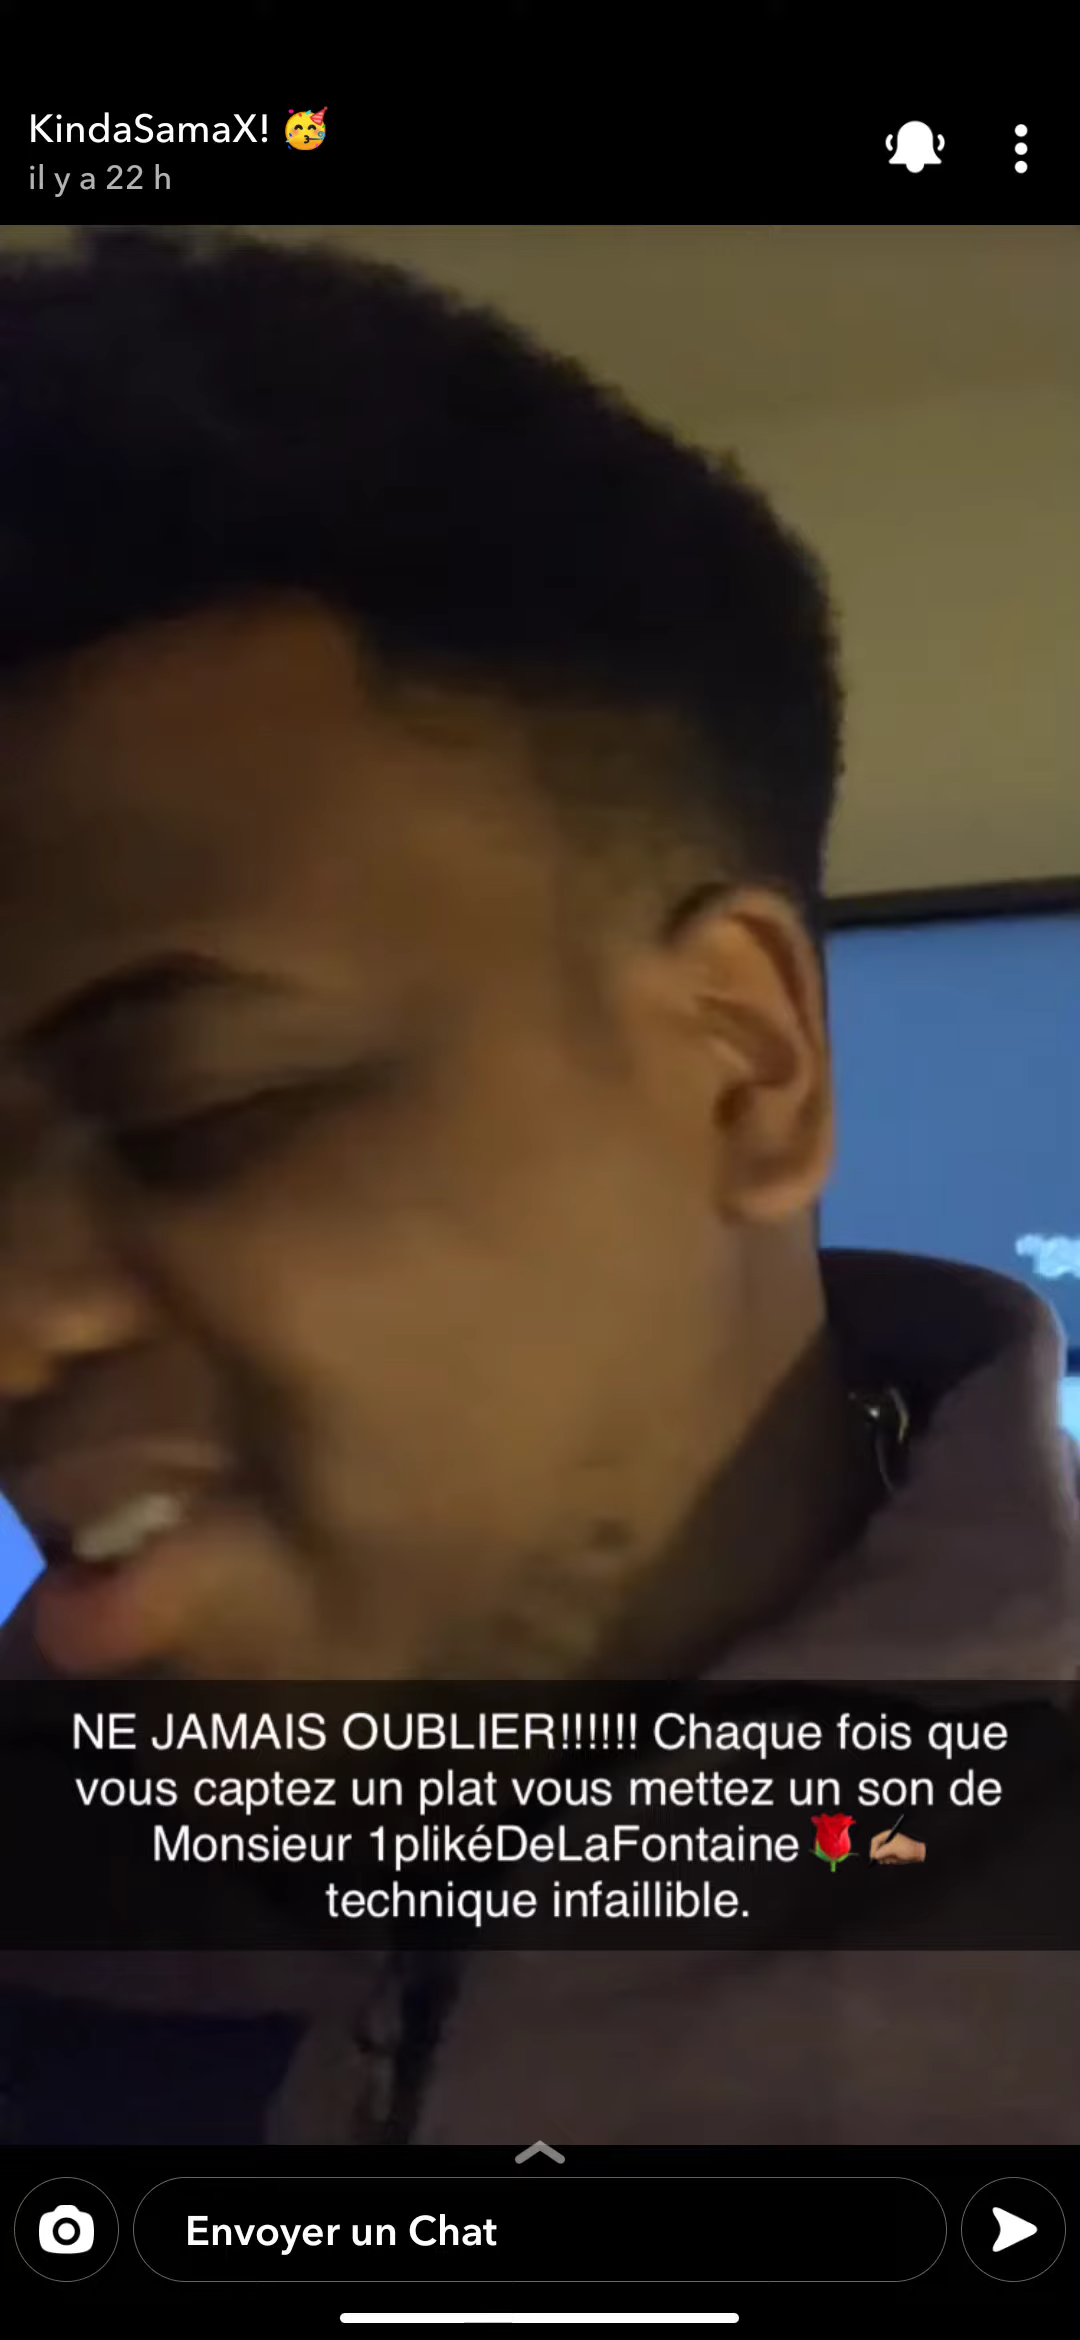 KindaSamaX! 🥳
il y a 22 h
NE JAMAIS OUBLIER!!!!!! Chaque fois que
vous captez un plat vous mettez un son de
Monsieur 1plikéDeLaFontaine🌹✍🏽
technique infaillible.
Envoyer un Chat